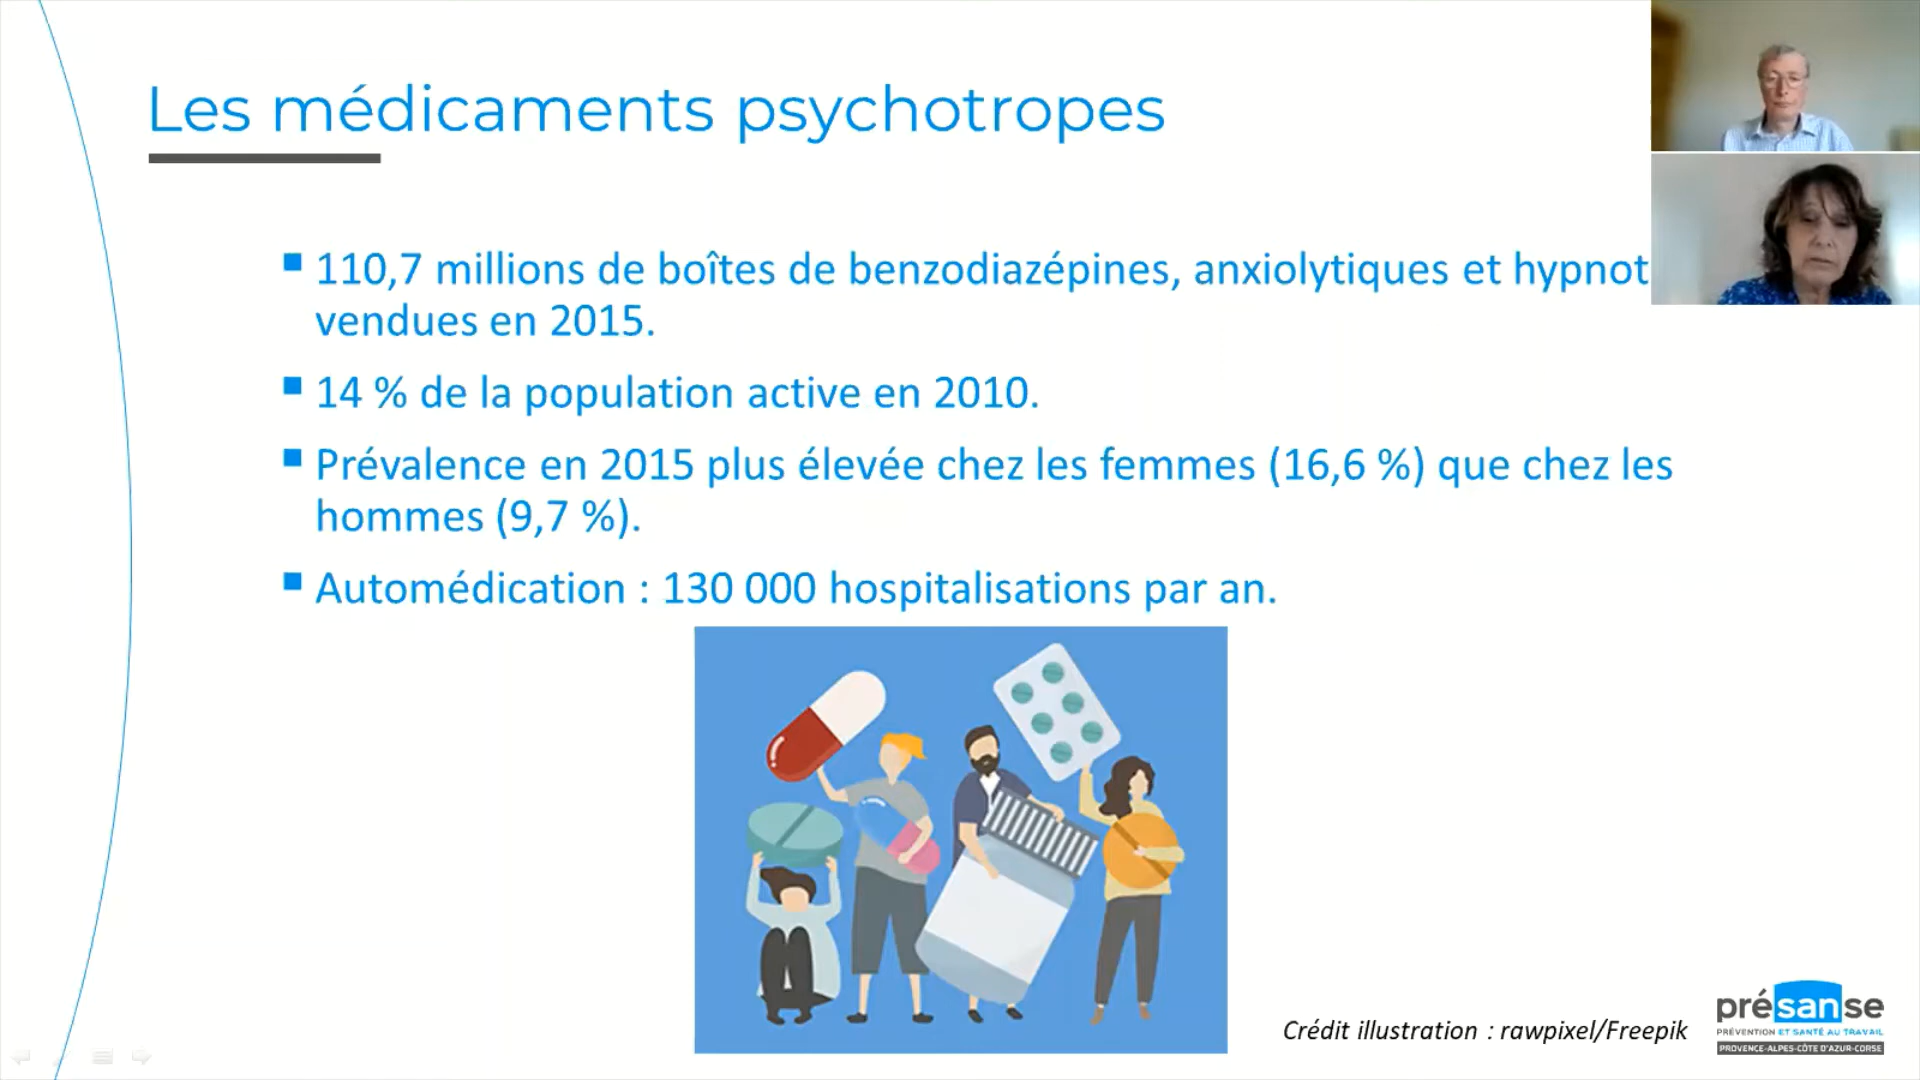 Les médicaments psychotropes
110,7 millions de boîtes de benzodiazépines, anxiolytiques et hypnot
vendues en 2015.
14 % de la population active en 2010.
Prévalence en 2015 plus élevée chez les femmes (16,6 %) que chez les
hommes (9,7 %).
Automédication : 130 000 hospitalisations par an.
Crédit illustration : rawpixel/Freepik
présanse
PRÉVENTION ET SANTÉ AU TRAVAIL
PROVENCE-ALPES-CÔTE D'AZUR-CORSE